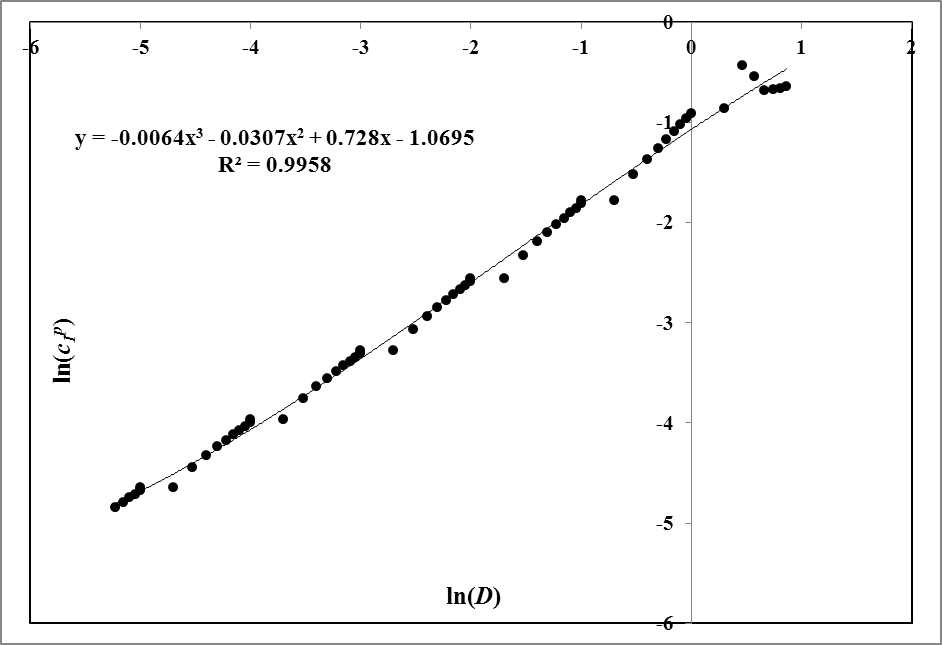 0
-6 -5 -4 -3 -2 -1 0 1 2
y = -0.0064x³ - 0.0307x² + 0.728x - 1.0695
R² = 0.9958
-1
-2
-3
ln(c₁ᵖ)
-4
-5
ln(D)
-6